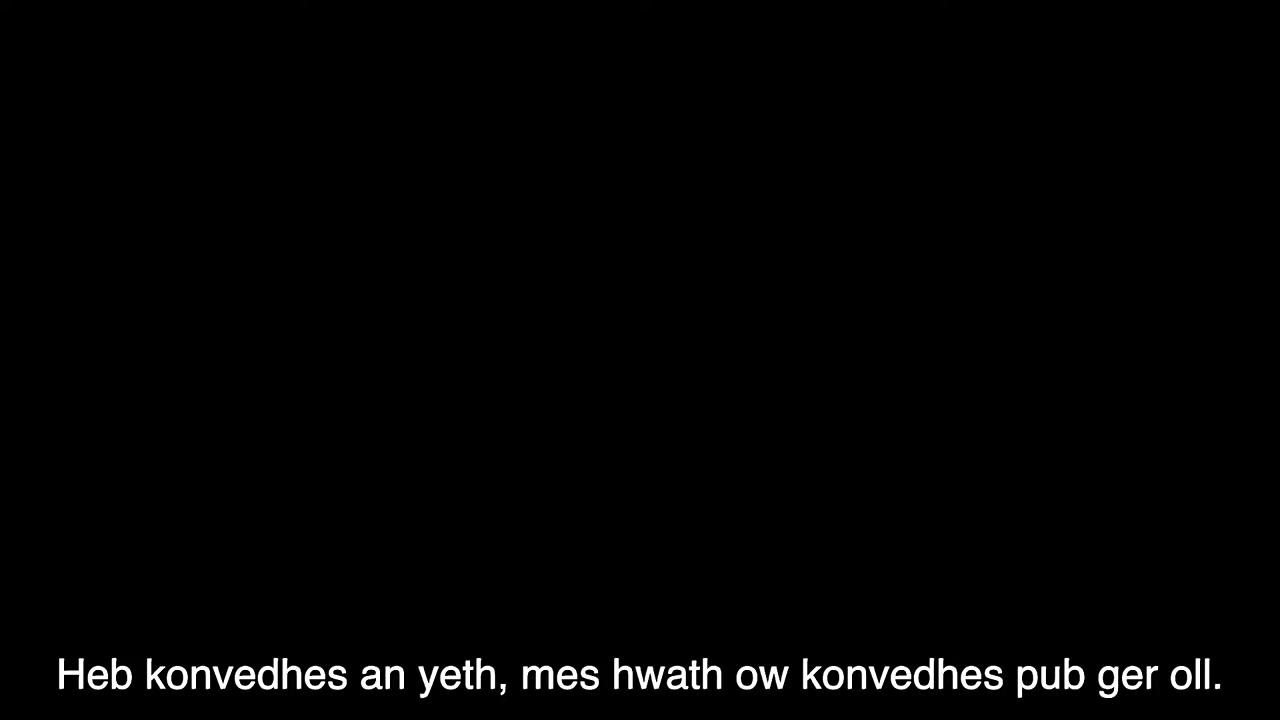 Heb konvedhes an yeth, mes hwath ow konvedhes pub ger oll.